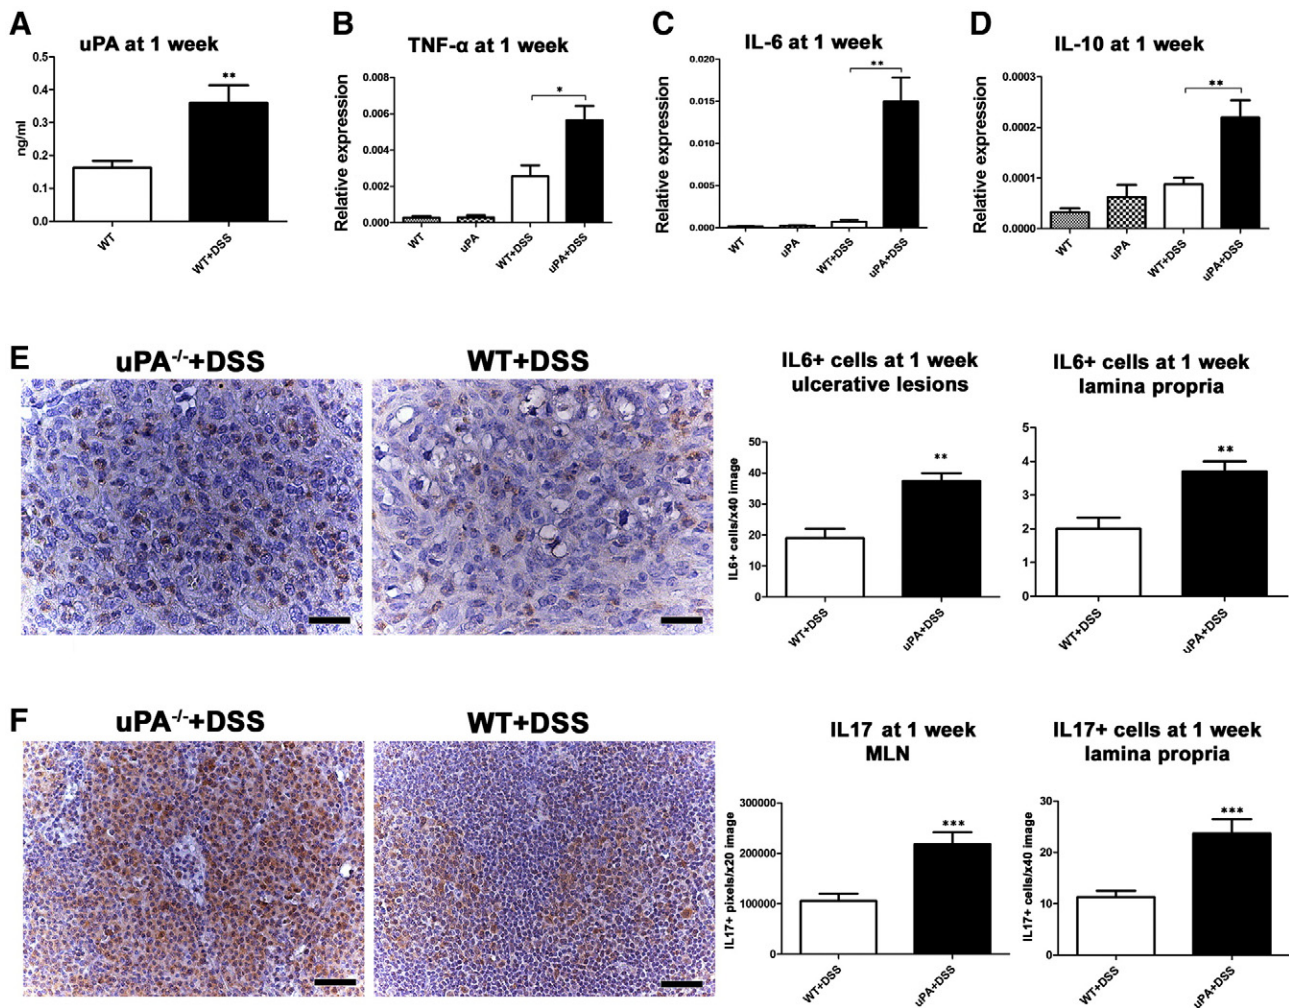 A
uPA at 1 week
ng/ml
0.5
0.4
0.3
0.2
0.1
0.0
**
WT
WT+DSS
B
TNF-α at 1 week
Relative expression
0.008
0.006
0.004
0.002
0.000
*
WT
uPA
WT+DSS
uPA+DSS
C
IL-6 at 1 week
Relative expression
0.020
0.015
0.010
0.005
0.000
**
WT
uPA
WT+DSS
uPA+DSS
D
IL-10 at 1 week
Relative expression
0.0003
0.0002
0.0001
0.0000
**
WT
uPA
WT+DSS
uPA+DSS
E
uPA-/-+DSS
WT+DSS
IL6+ cells at 1 week
ulcerative lesions
IL6+ cells/x40 image
50
40
30
20
10
0
**
WT+DSS
uPA+DSS
IL6+ cells at 1 week
lamina propria
5
4
3
2
1
0
**
WT+DSS
uPA+DSS
F
uPA-/-+DSS
WT+DSS
IL17 at 1 week
MLN
IL17+ pixels/x20 image
300000
200000
100000
0
***
WT+DSS
uPA+DSS
IL17+ cells at 1 week
lamina propria
IL17+ cells/x40 image
30
20
10
0
***
WT+DSS
uPA+DSS